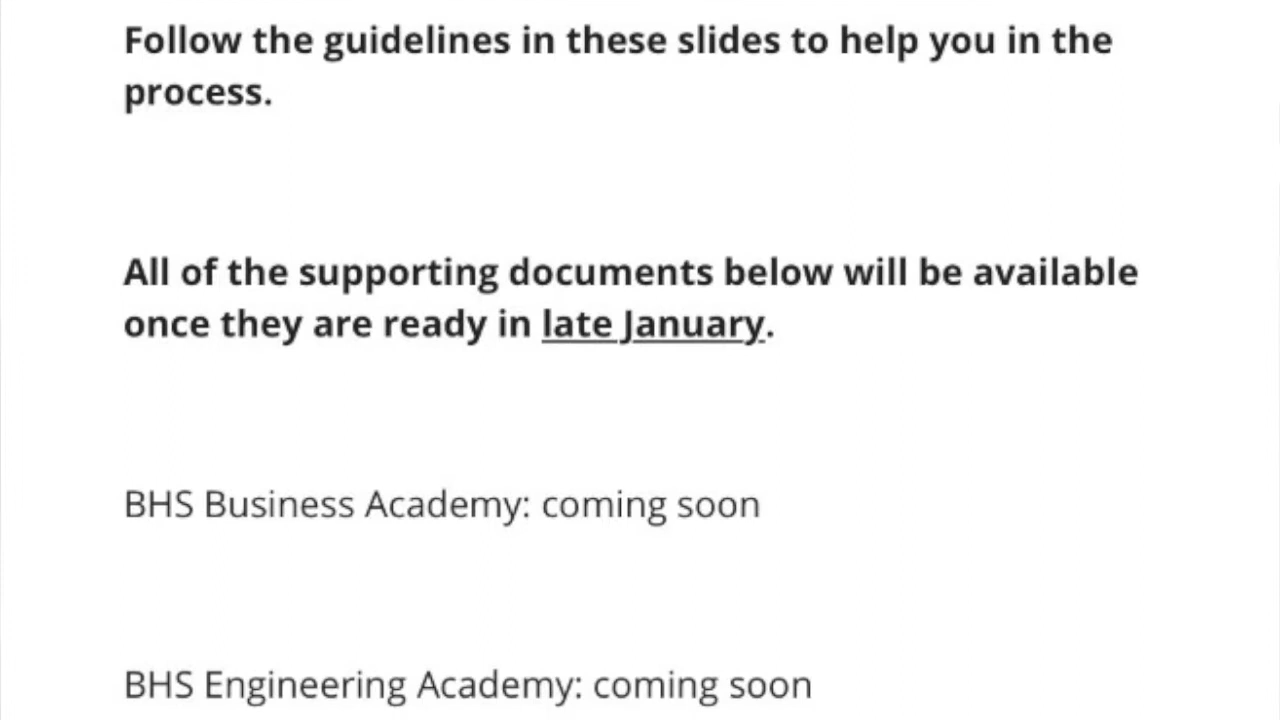 Follow the guidelines in these slides to help you in the
process.
All of the supporting documents below will be available
once they are ready in late January.
BHS Business Academy: coming soon
BHS Engineering Academy: coming soon